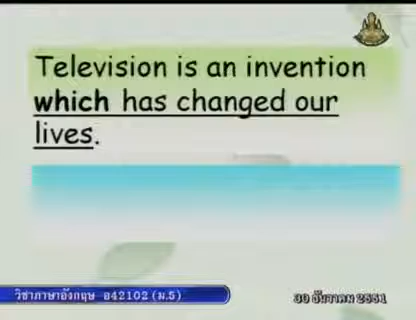 Television is an invention
which has changed our
lives.
วิชาภาษาอังกฤษ อ42102 (ม.5)
30 ธันวาคม 2551